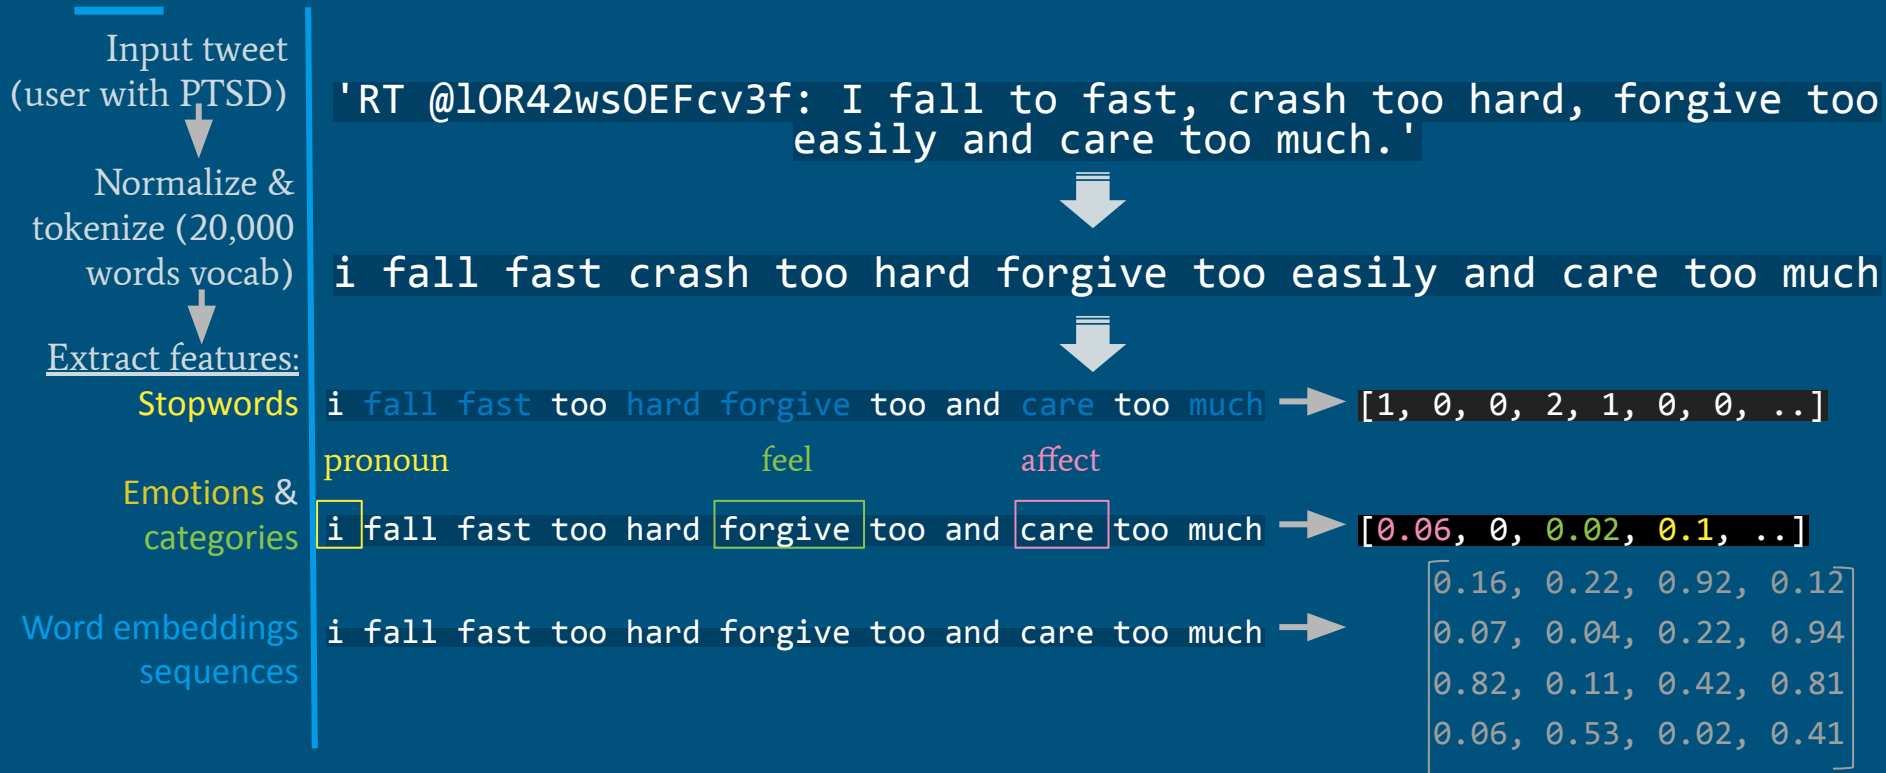 Input tweet
(user with PTSD)
'RT @lOR42wsOEFcv3f: I fall to fast, crash too hard, forgive too
easily and care too much.'
Normalize &
tokenize (20,000
words vocab)
i fall fast crash too hard forgive too easily and care too much
Extract features:
Stopwords
i fall fast too hard forgive too and care too much
[1, 0, 0, 2, 1, 0, 0, ..]
pronoun feel affect
Emotions &
categories
i fall fast too hard forgive too and care too much
[0.06, 0, 0.02, 0.1, ..]
Word embeddings
sequences
i fall fast too hard forgive too and care too much
0.16, 0.22, 0.92, 0.12
0.07, 0.04, 0.22, 0.94
0.82, 0.11, 0.42, 0.81
0.06, 0.53, 0.02, 0.41